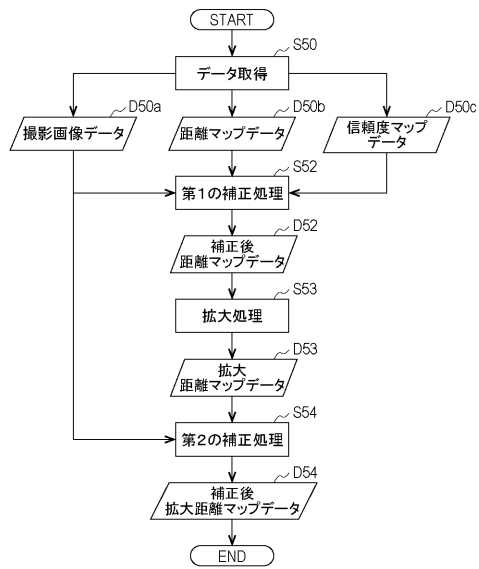 START
S50
データ取得
D50a
撮影画像データ
D50b
距離マップデータ
D50c
信頼度マップ
データ
S52
第1の補正処理
D52
補正後
距離マップデータ
S53
拡大処理
D53
拡大
距離マップデータ
S54
第2の補正処理
D54
補正後
拡大距離マップデータ
END